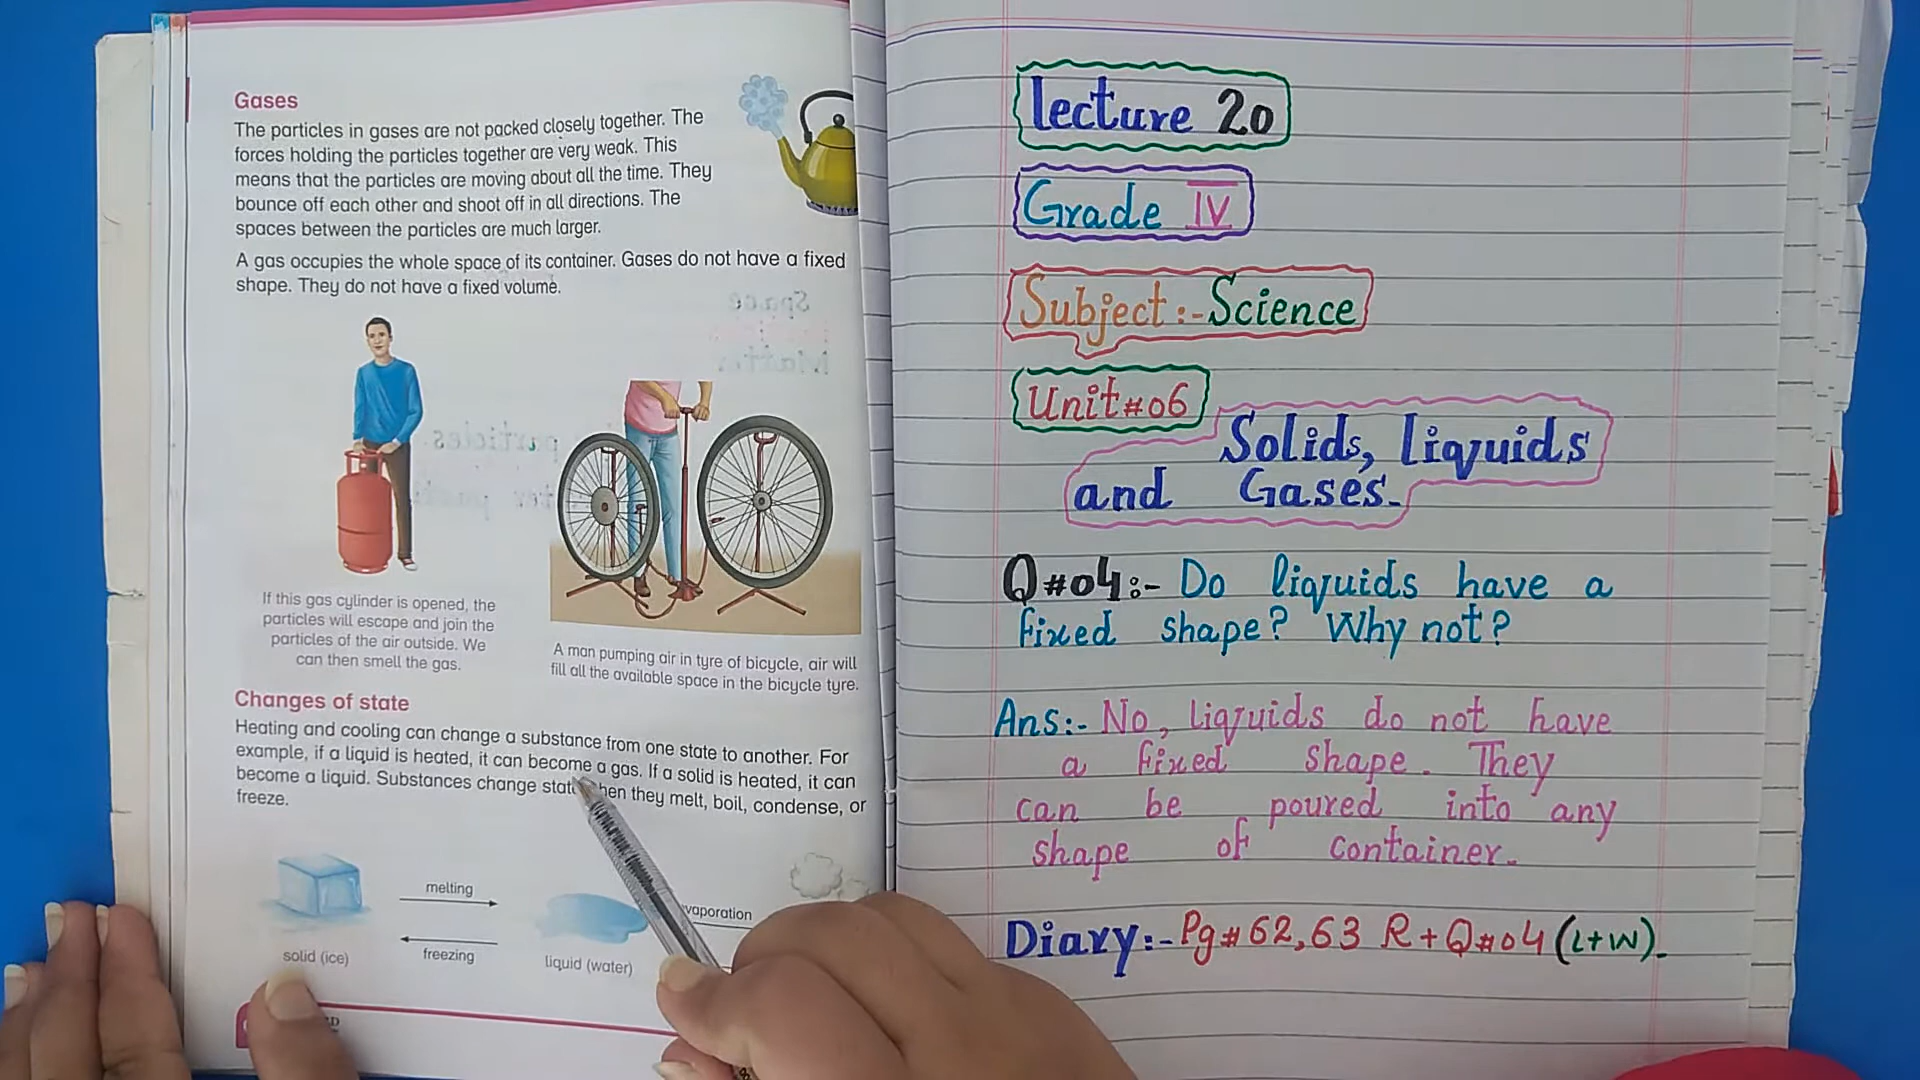 Gases
The particles in gases are not packed closely together. The
forces holding the particles together are very weak. This
means that the particles are moving about all the time. They
bounce off each other and shoot off in all directions. The
spaces between the particles are much larger.
A gas occupies the whole space of its container. Gases do not have a fixed
shape. They do not have a fixed volume.
If this gas cylinder is opened, the
particles will escape and join the
particles of the air outside. We
can then smell the gas.
A man pumping air in tyre of bicycle, air will
fill all the available space in the bicycle tyre.
Changes of state
Heating and cooling can change a substance from one state to another. For
example, if a liquid is heated, it can become a gas. If a solid is heated, it can
become a liquid. Substances change they melt, boil, condense, or
freeze.
melting
vaporation
freezing
solid (ice)
liquid (water)
lecture 20
Grade IV
Subject:-Science
Unit#06
Solids, liquids
and Gases.
Q#04:- Do liquids have a
fixed shape? Why not?
Ans:- No, liquids do not have
a fixed shape. They
can be poured into any
shape of container.
Diary:- Pg#62,63 R+Q#04 (L+W).